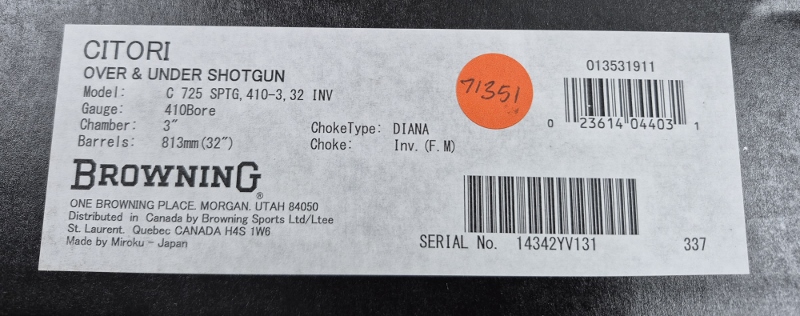 CITORI
OVER & UNDER SHOTGUN
Model: C 725 SPTG, 410-3, 32 INV
Gauge: 410Bore
Chamber: 3"
Barrels: 813mm(32")
ChokeType: DIANA
Choke: Inv. (F. M)
BROWNING®
ONE BROWNING PLACE. MORGAN. UTAH 84050
Distributed in Canada by Browning Sports Ltd/Ltee
St. Laurent. Quebec CANADA H4S 1W6
Made by Miroku - Japan
71351
013531911
0 23614 04403 1
SERIAL No. 14342YV131 337